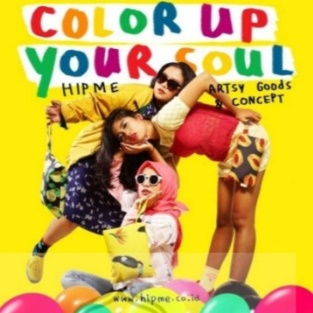 COLOR UP
YOUR SOUL
HIPME
ARTSY GOODS
& CONCEPT
www.hipme.co.id